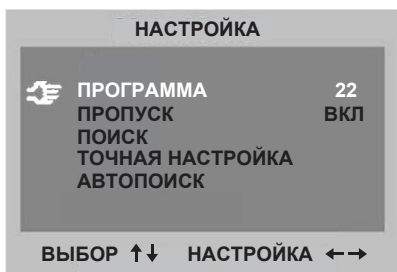 НАСТРОЙКА
ПРОГРАММА 22
ПРОПУСК ВКЛ
ПОИСК
ТОЧНАЯ НАСТРОЙКА
АВТОПОИСК
ВЫБОР ↑↓ НАСТРОЙКА ←→